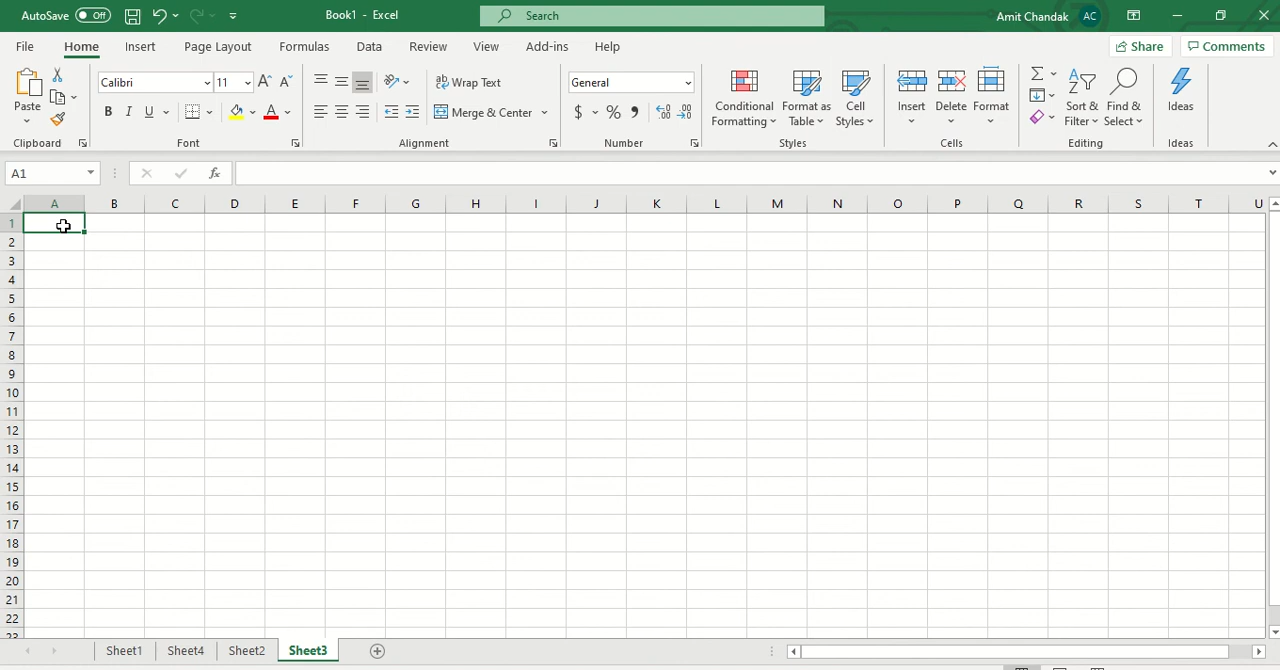 AutoSave Off Book1 - Excel Search Amit Chandak AC
File Home Insert Page Layout Formulas Data Review View Add-ins Help Share Comments
Paste Calibri 11 Wrap Text General Conditional Formatting Format as Table Cell Styles Insert Delete Format Sort & Filter Find & Select Ideas
B I U Merge & Center $ % ,
Clipboard Font Alignment Number Styles Cells Editing Ideas
A1 fx
A B C D E F G H I J K L M N O P Q R S T U
1
2
3
4
5
6
7
8
9
10
11
12
13
14
15
16
17
18
19
20
21
22
23
Sheet1 Sheet4 Sheet2 Sheet3